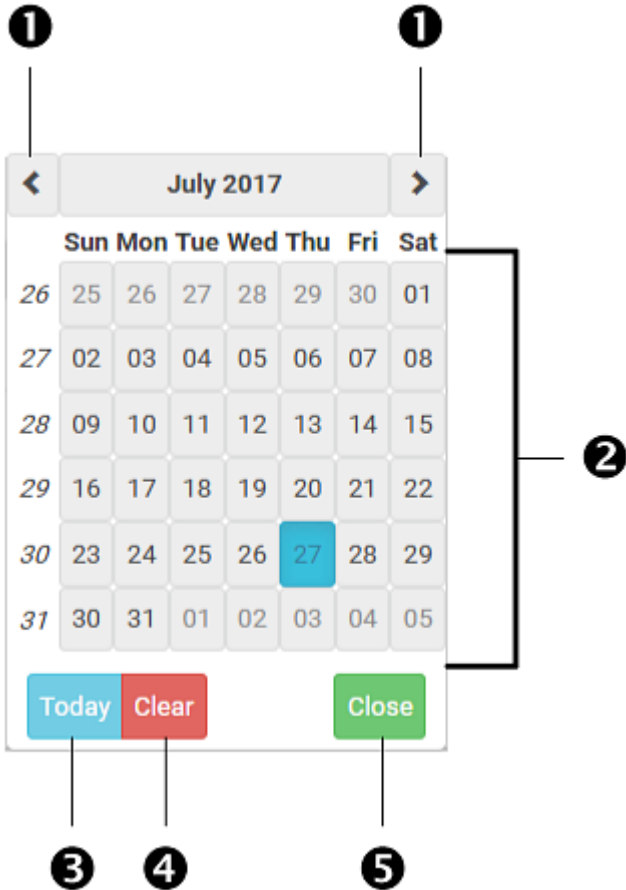 ❶ ❶
July 2017
Sun Mon Tue Wed Thu Fri Sat
26 25 26 27 28 29 30 01
27 02 03 04 05 06 07 08
28 09 10 11 12 13 14 15
❷
29 16 17 18 19 20 21 22
30 23 24 25 26 27 28 29
31 30 31 01 02 03 04 05
Today Clear Close
❸ ❹ ❺